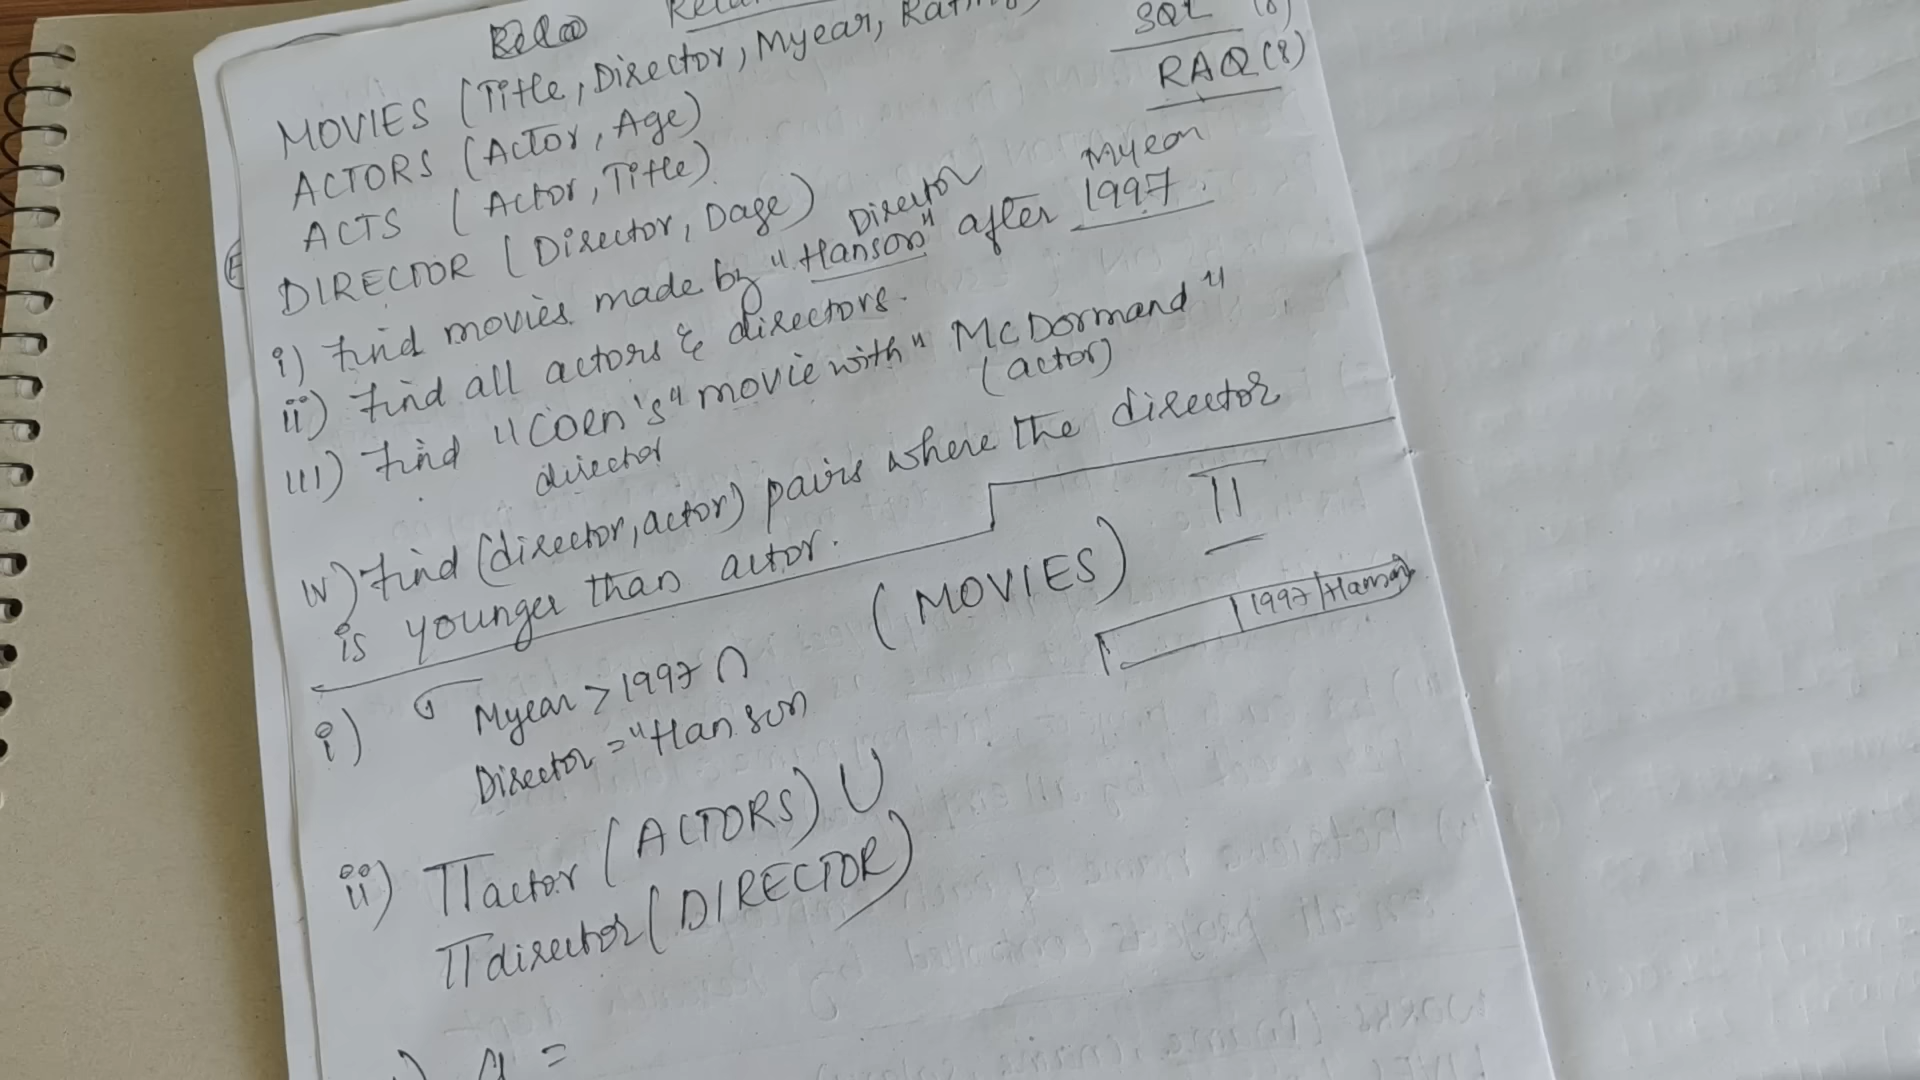 MOVIES (Title, Director, Myear, Rating)
ACTORS (Actor, Age)
ACTS (Actor, Title)
DIRECTOR (Director, Dage)
SQL (8)
RAQ (8)
Director Myear
i) find movies made by "Hanson" after 1997.
ii) find all actors & directors.
iii) find "Coen's" movie with "McDormand"
director (actor)
iv) find (director, actor) pairs where the director
is younger than actor.
i) σ Myear > 1997 ∩ (MOVIES) Π
Director = "Hanson
1997 Hanson
ii) Π actor (ACTORS) ∪
Π director (DIRECTOR)
=